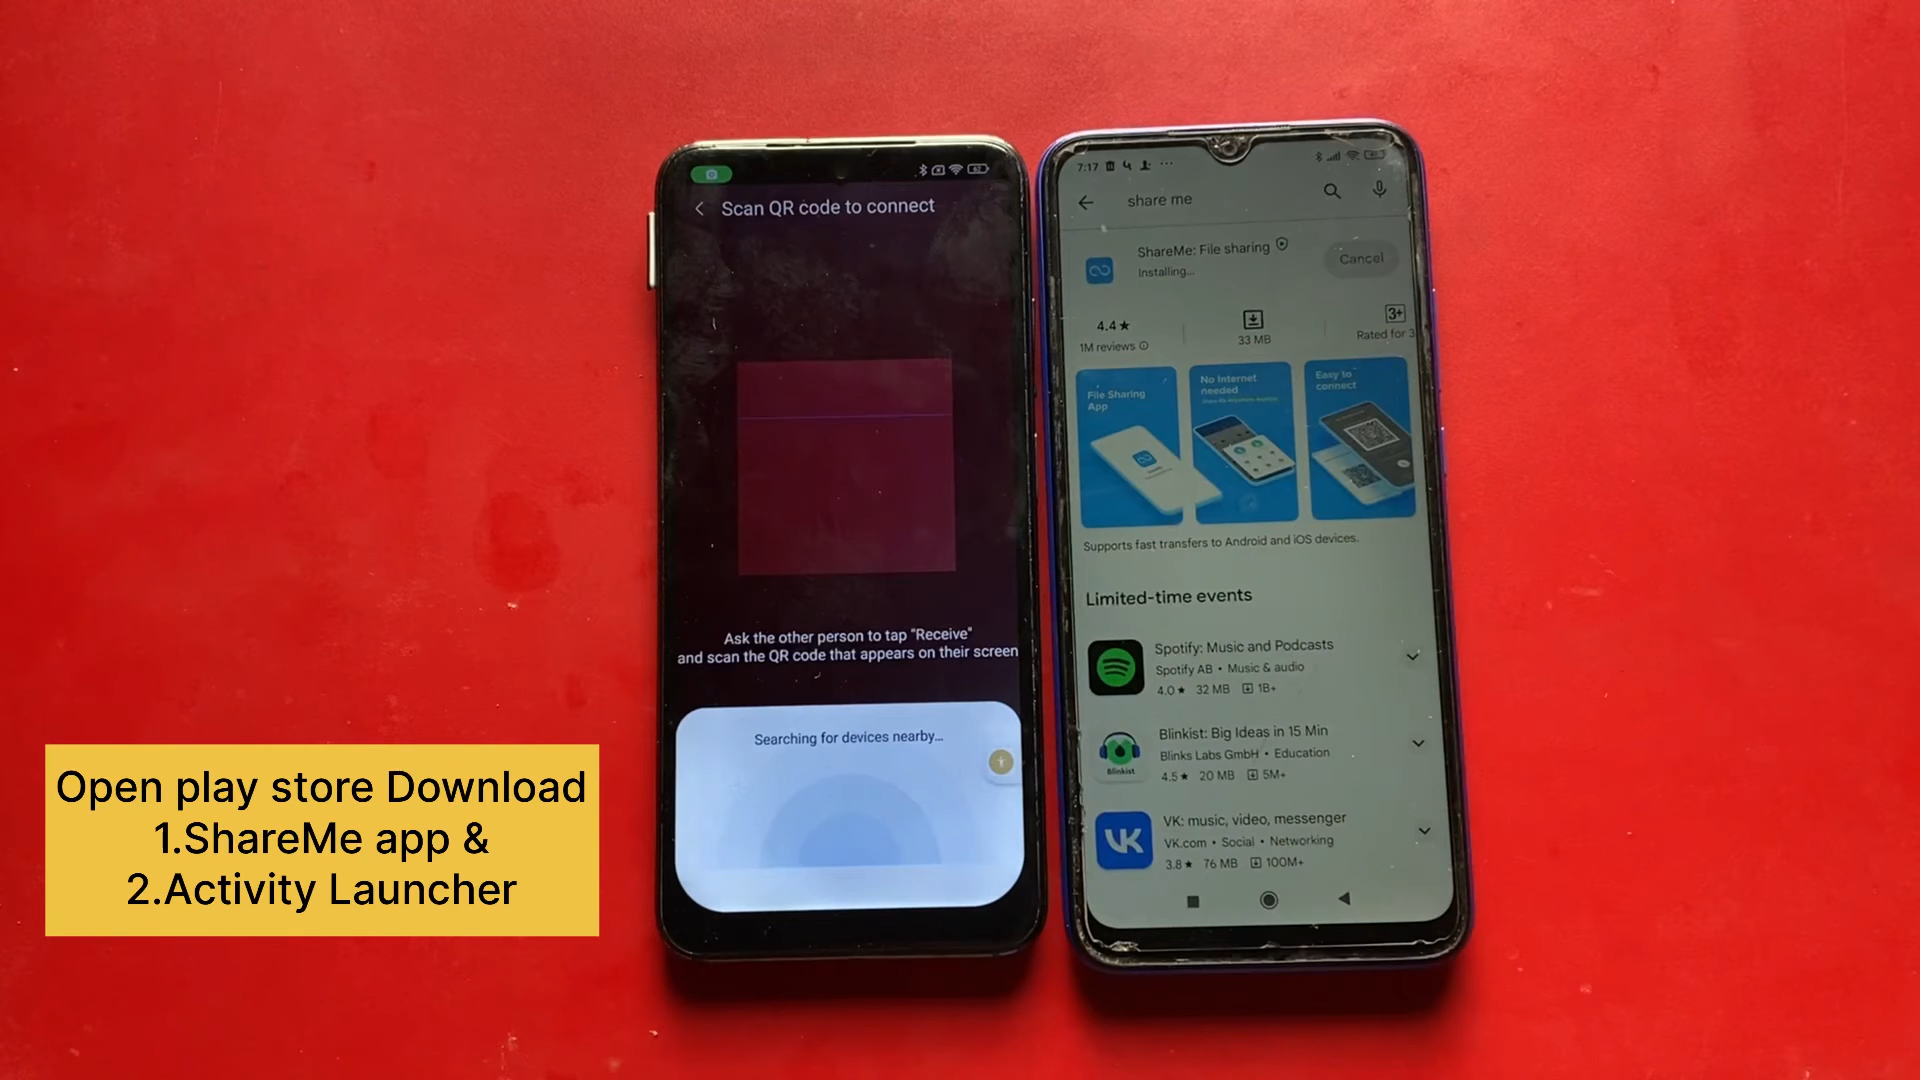 Scan QR code to connect
Ask the other person to tap "Receive"
and scan the QR code that appears on their screen
Searching for devices nearby...
7:17
share me
ShareMe: File sharing
Installing...
Cancel
4.4★
1M reviews
33 MB
3+
Rated for 3
File Sharing
App
No Internet
needed
Easy to
connect
Supports fast transfers to Android and iOS devices.
Limited-time events
Spotify: Music and Podcasts
Spotify AB • Music & audio
4.0★ 32 MB 1B+
Blinkist: Big Ideas in 15 Min
Blinks Labs GmbH • Education
4.5★ 20 MB 5M+
Blinkist
VK: music, video, messenger
VK.com • Social • Networking
3.8★ 76 MB 100M+
VK
Open play store Download
1.ShareMe app &
2.Activity Launcher